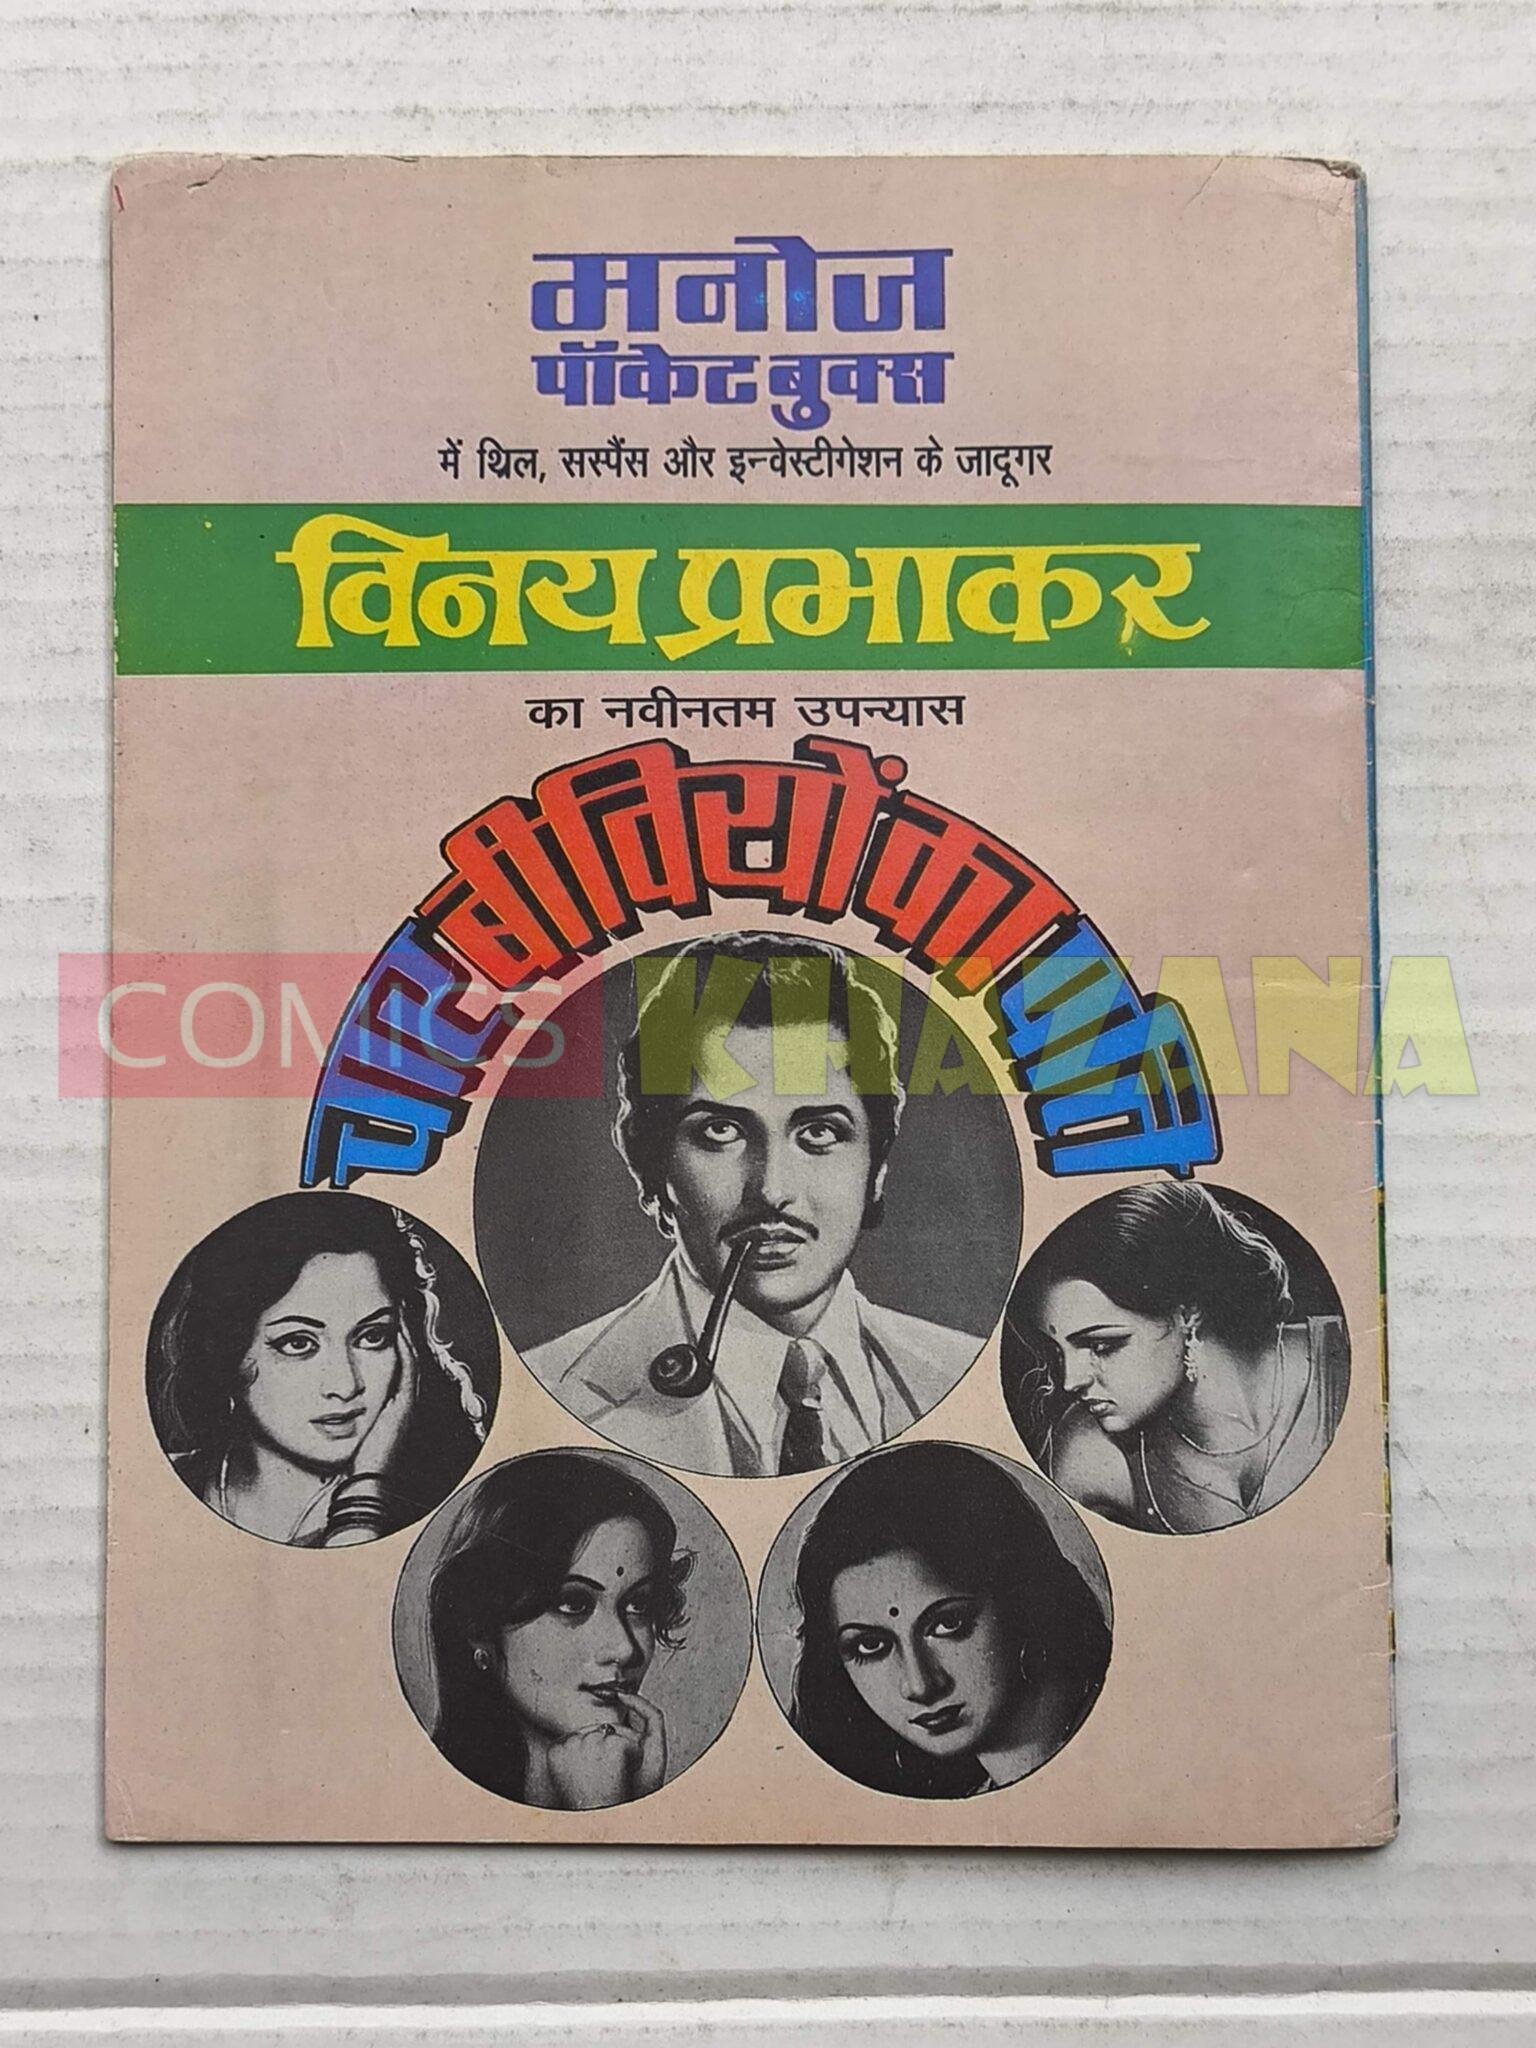 मनोज
पॉकेट बुक्स
में थ्रिल, सस्पैंस और इन्वेस्टीगेशन के जादूगर
विनय प्रभाकर
का नवीनतम उपन्यास
चार बीवियों का पति
COMICS KHAZANA